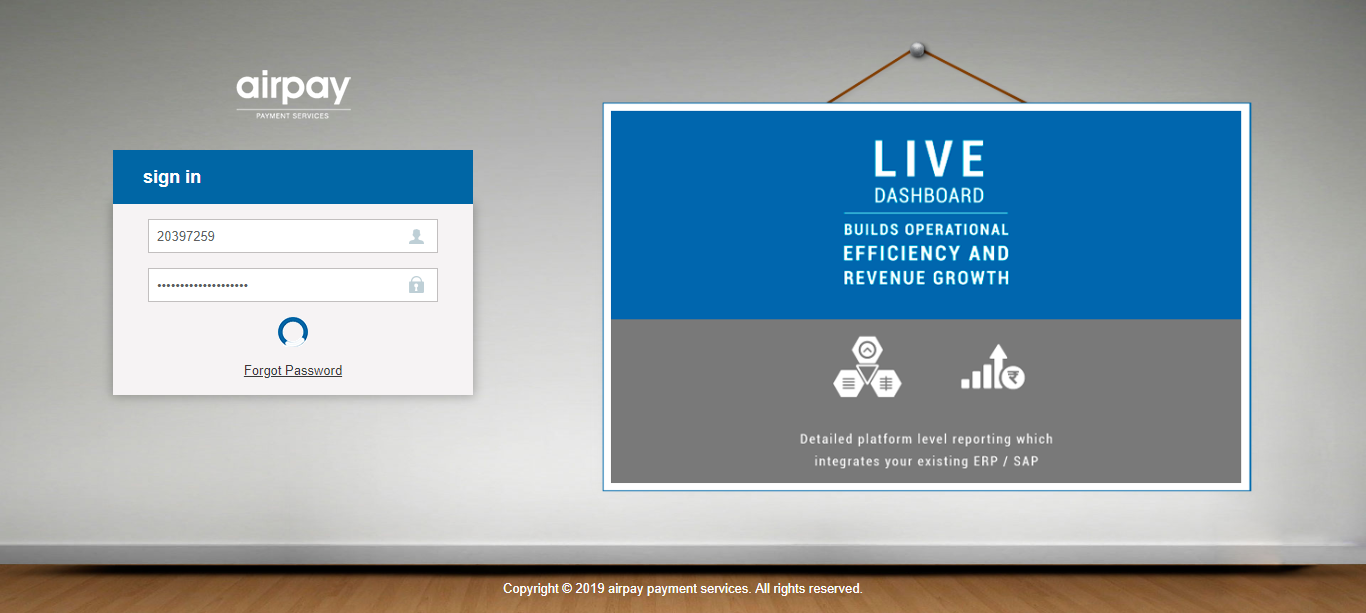 airpay
PAYMENT SERVICES
sign in
20397259
••••••••••••••••••••
Forgot Password
LIVE
DASHBOARD
BUILDS OPERATIONAL
EFFICIENCY AND
REVENUE GROWTH
Detailed platform level reporting which
integrates your existing ERP / SAP
Copyright © 2019 airpay payment services. All rights reserved.